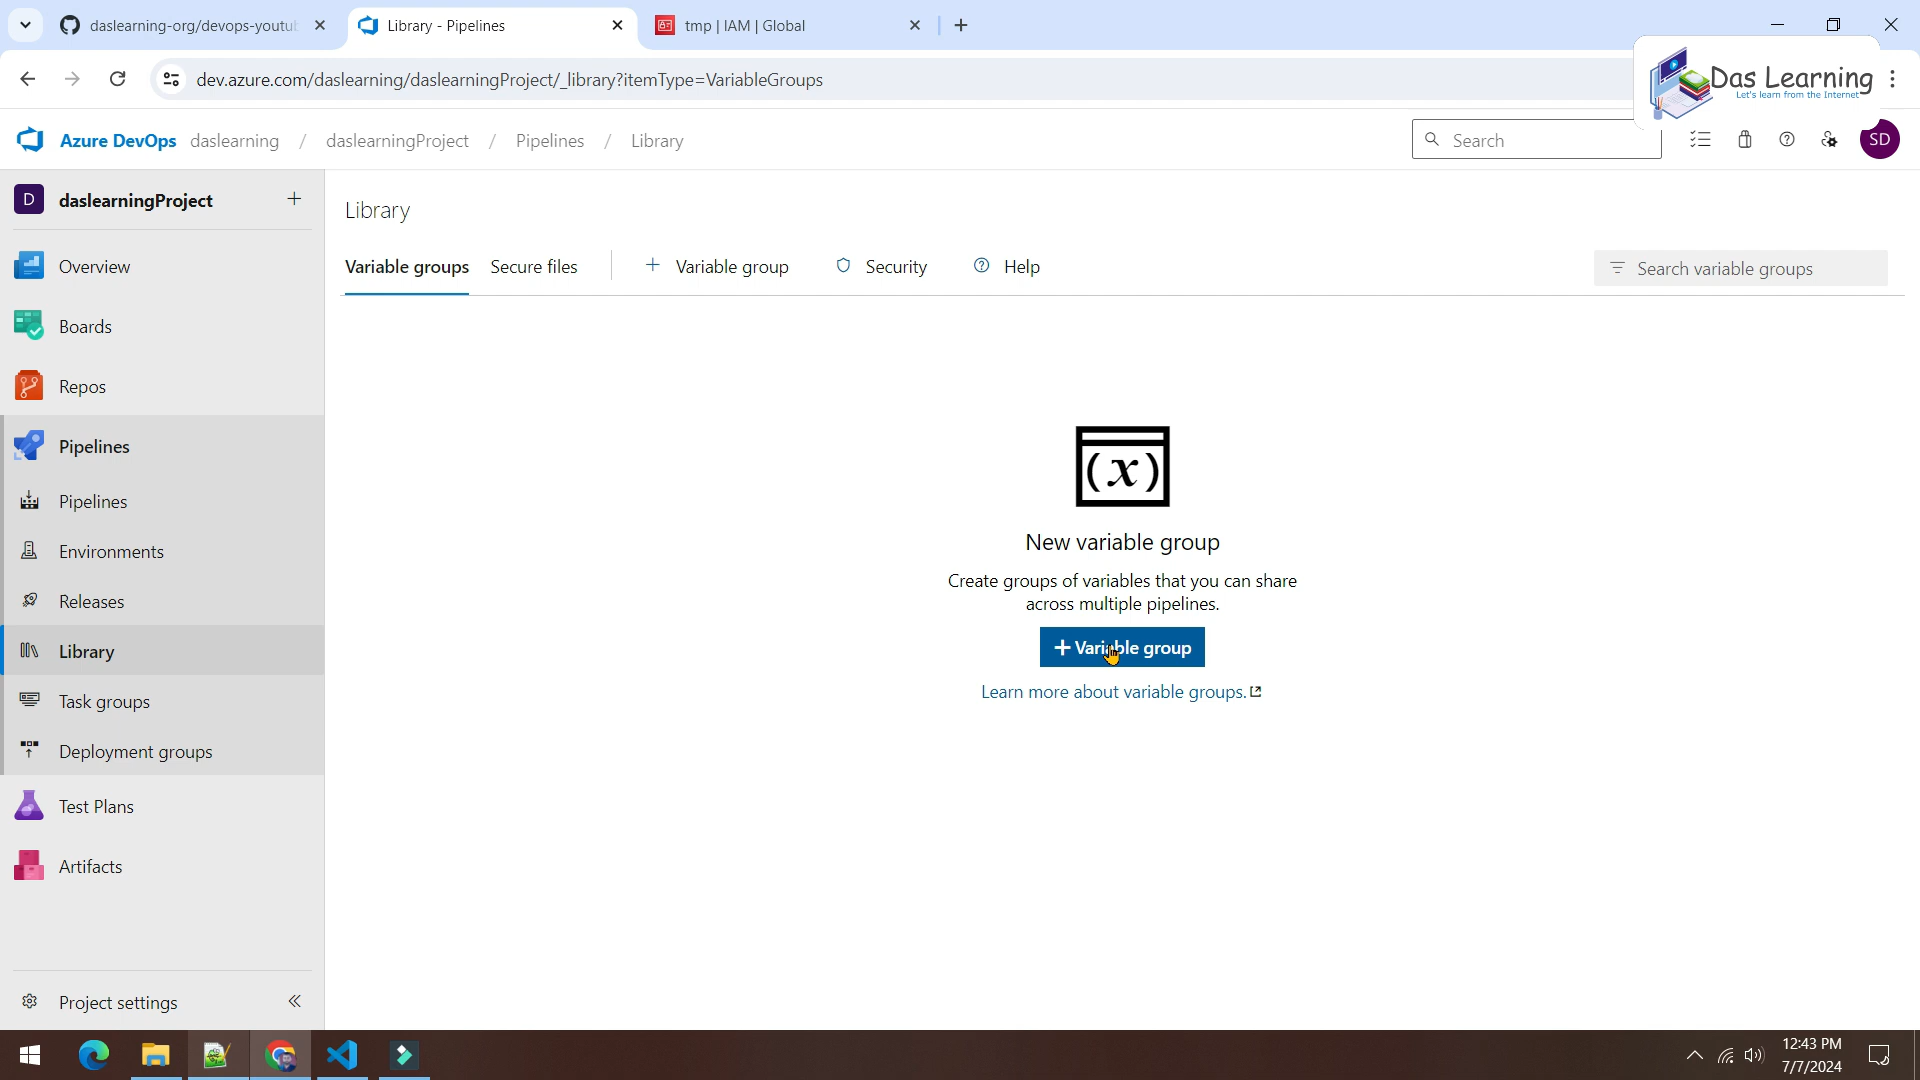 daslearning-org/devops-youtub
Library - Pipelines
tmp | IAM | Global
dev.azure.com/daslearning/daslearningProject/_library?itemType=VariableGroups
Das Learning
Let's learn from the Internet
Azure DevOps daslearning / daslearningProject / Pipelines / Library
Search
SD
D daslearningProject
Library
Overview
Variable groups Secure files Variable group Security Help
Search variable groups
Boards
Repos
Pipelines
(x)
Pipelines
New variable group
Environments
Create groups of variables that you can share
across multiple pipelines.
Releases
Library
+ Variable group
Learn more about variable groups.
Task groups
Deployment groups
Test Plans
Artifacts
Project settings
12:43 PM
7/7/2024